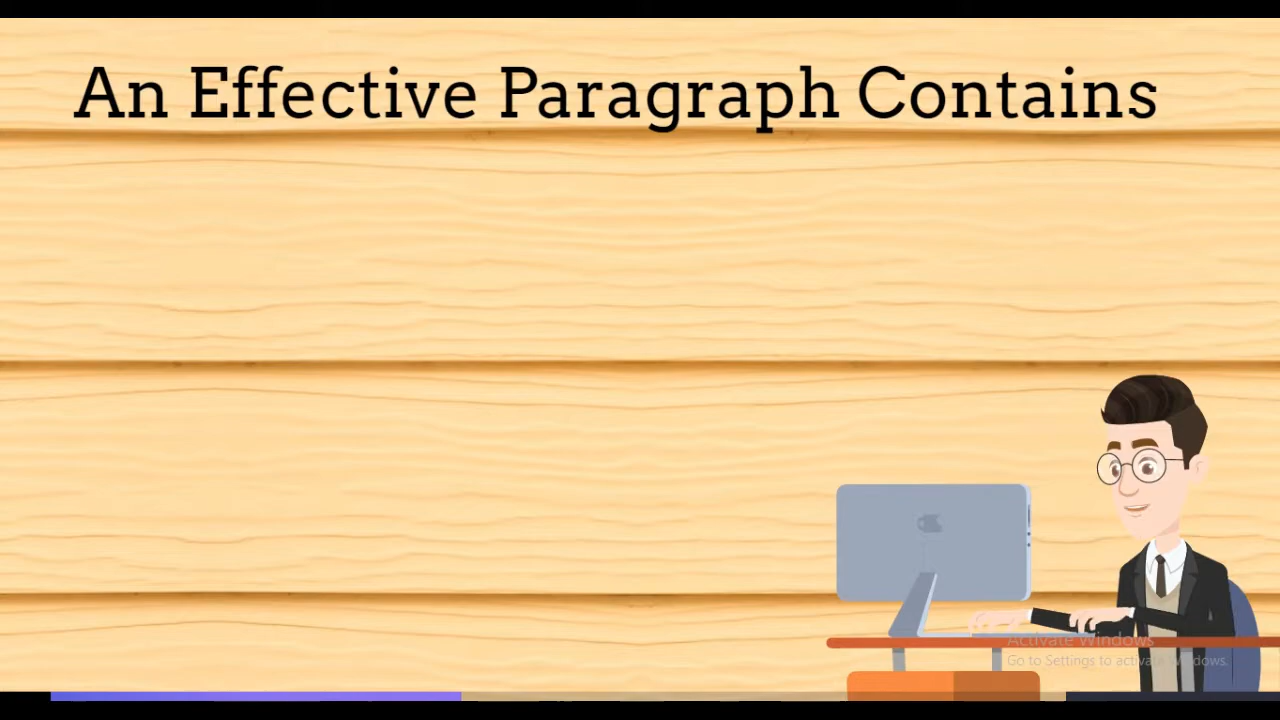 An Effective Paragraph Contains
Activate Windows
Go to Settings to activate Windows.